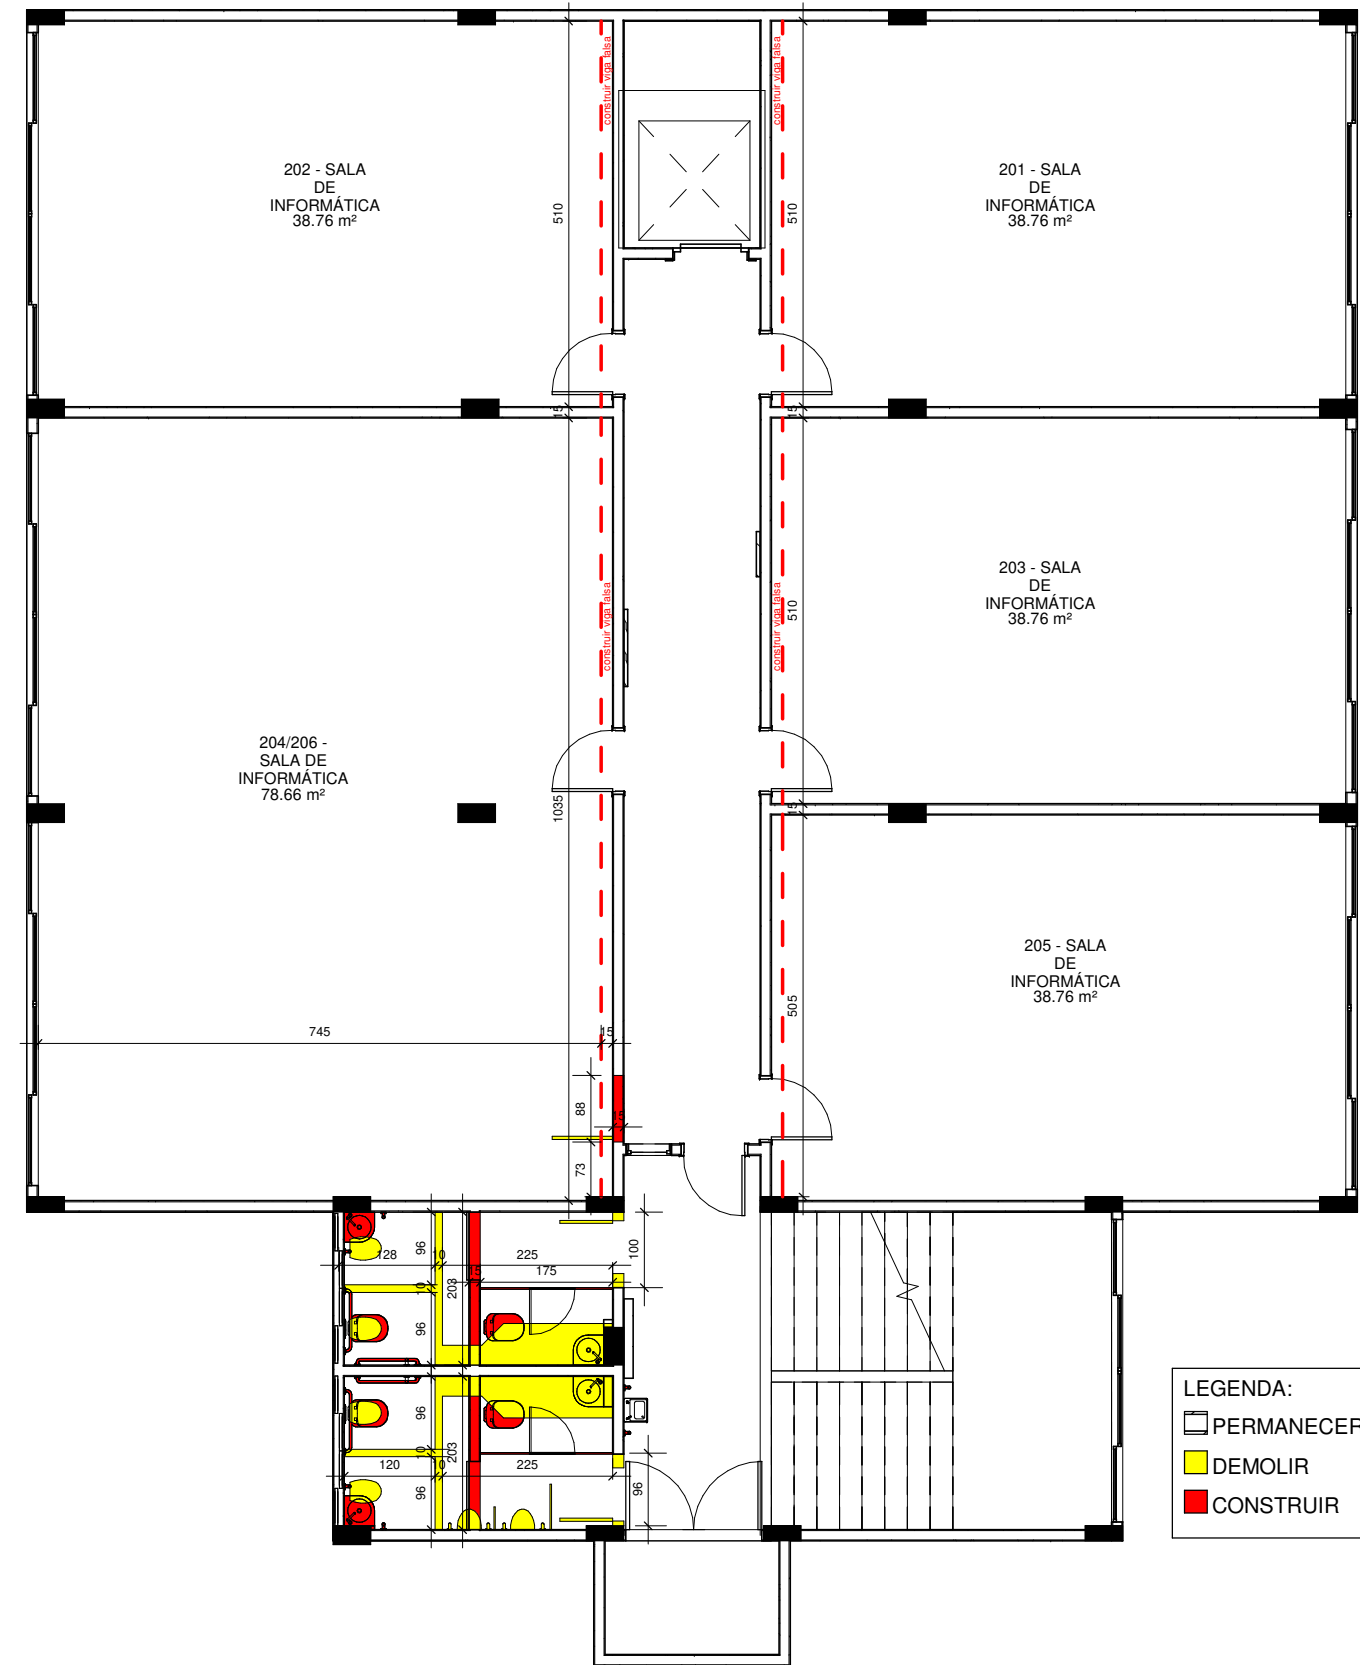 construir viga falsa
construir viga falsa
202 - SALA
DE
INFORMÁTICA
38.76 m²
201 - SALA
DE
INFORMÁTICA
38.76 m²
510
510
15
15
203 - SALA
DE
INFORMÁTICA
38.76 m²
construir viga falsa
construir viga falsa
510
204/206 -
SALA DE
INFORMÁTICA
78.66 m²
1035
15
205 - SALA
DE
INFORMÁTICA
38.76 m²
505
745
15
88
73
128
96
10
225
100
175
10
203
96
96
10
203
120
10
225
96
96
LEGENDA:
PERMANECER
DEMOLIR
CONSTRUIR